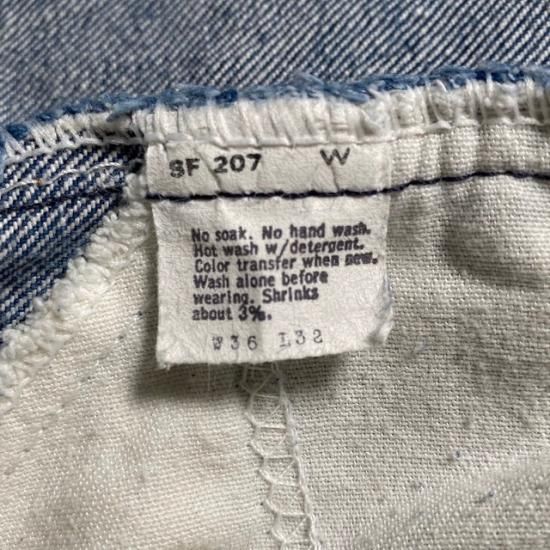 SF 207 W
No soak. No hand wash.
Hot wash w/detergent.
Color transfer when new.
Wash alone before
wearing. Shrinks
about 3%.
W36 L32